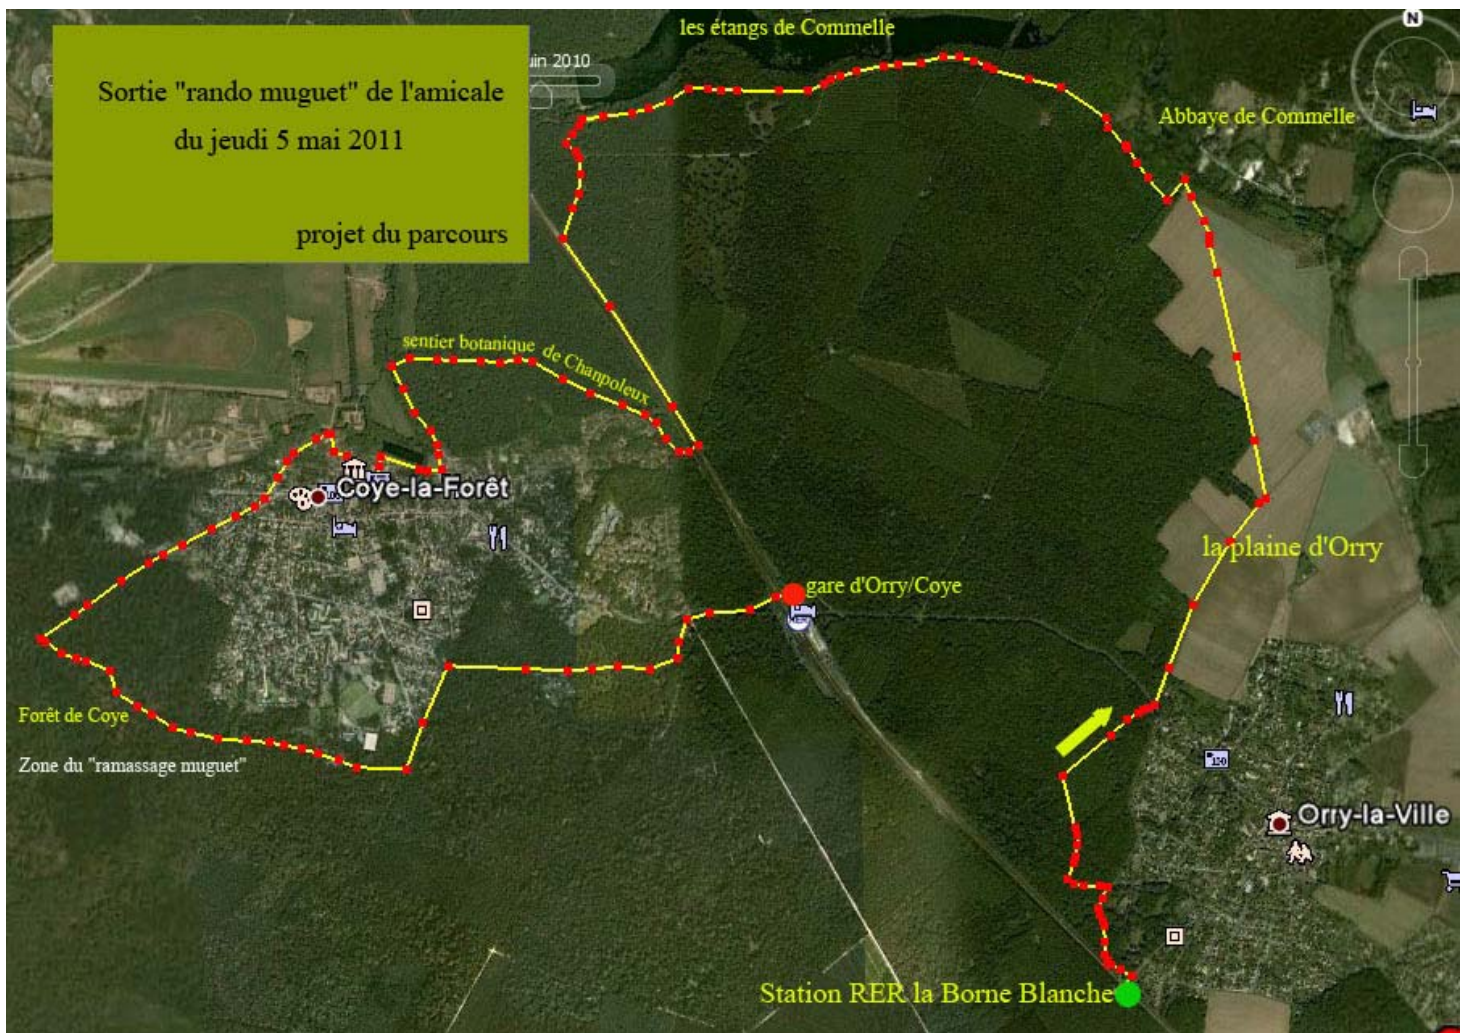 les étangs de Commelle
uin 2010
N
Sortie "rando muguet" de l'amicale
du jeudi 5 mai 2011
projet du parcours
Abbaye de Commelle
sentier botanique de Chanpoleux
Coye-la-Forêt
la plaine d'Orry
gare d'Orry/Coye
Forêt de Coye
Zone du "ramassage muguet"
Orry-la-Ville
Station RER la Borne Blanche